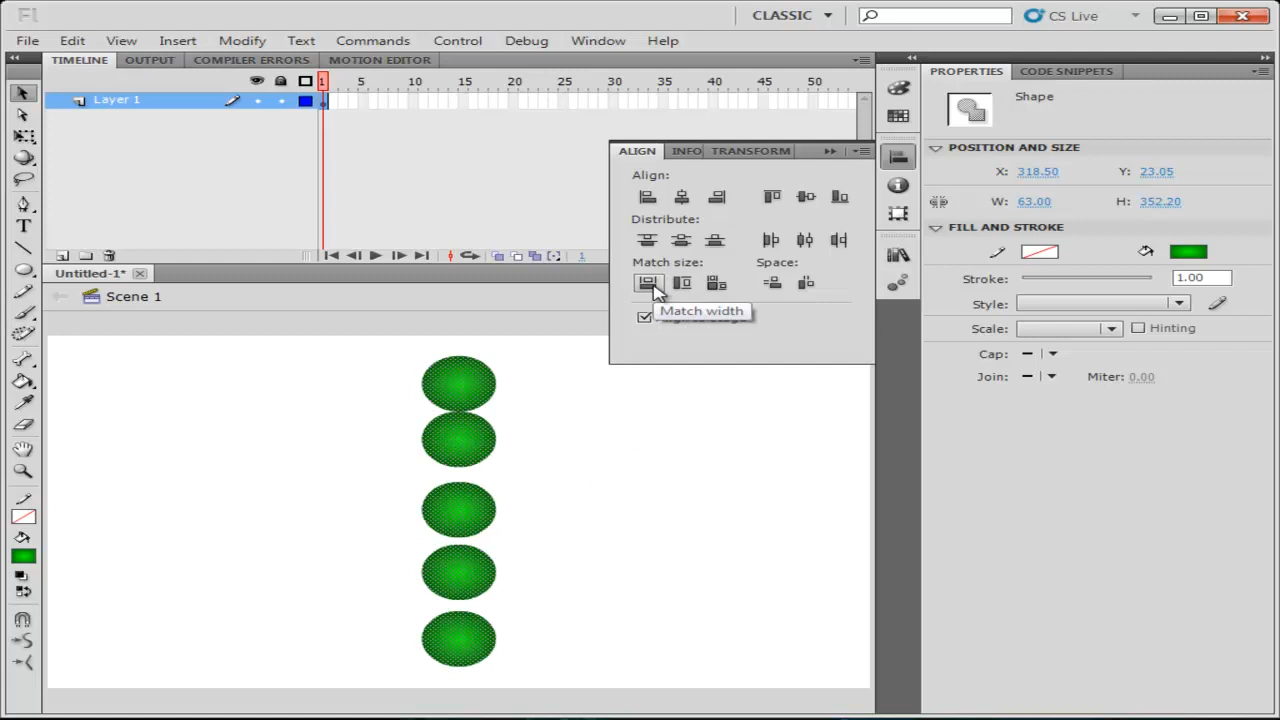 Fl
CLASSIC
CS Live
File Edit View Insert Modify Text Commands Control Debug Window Help
TIMELINE OUTPUT COMPILER ERRORS MOTION EDITOR
1 5 10 15 20 25 30 35 40 45 50
Layer 1
1
Untitled-1*
Scene 1
ALIGN INFO TRANSFORM
Align:
Distribute:
Match size: Space:
Match width
PROPERTIES CODE SNIPPETS
Shape
POSITION AND SIZE
X: 318.50 Y: 23.05
W: 63.00 H: 352.20
FILL AND STROKE
Stroke: 1.00
Style:
Scale: Hinting
Cap:
Join: Miter: 0.00